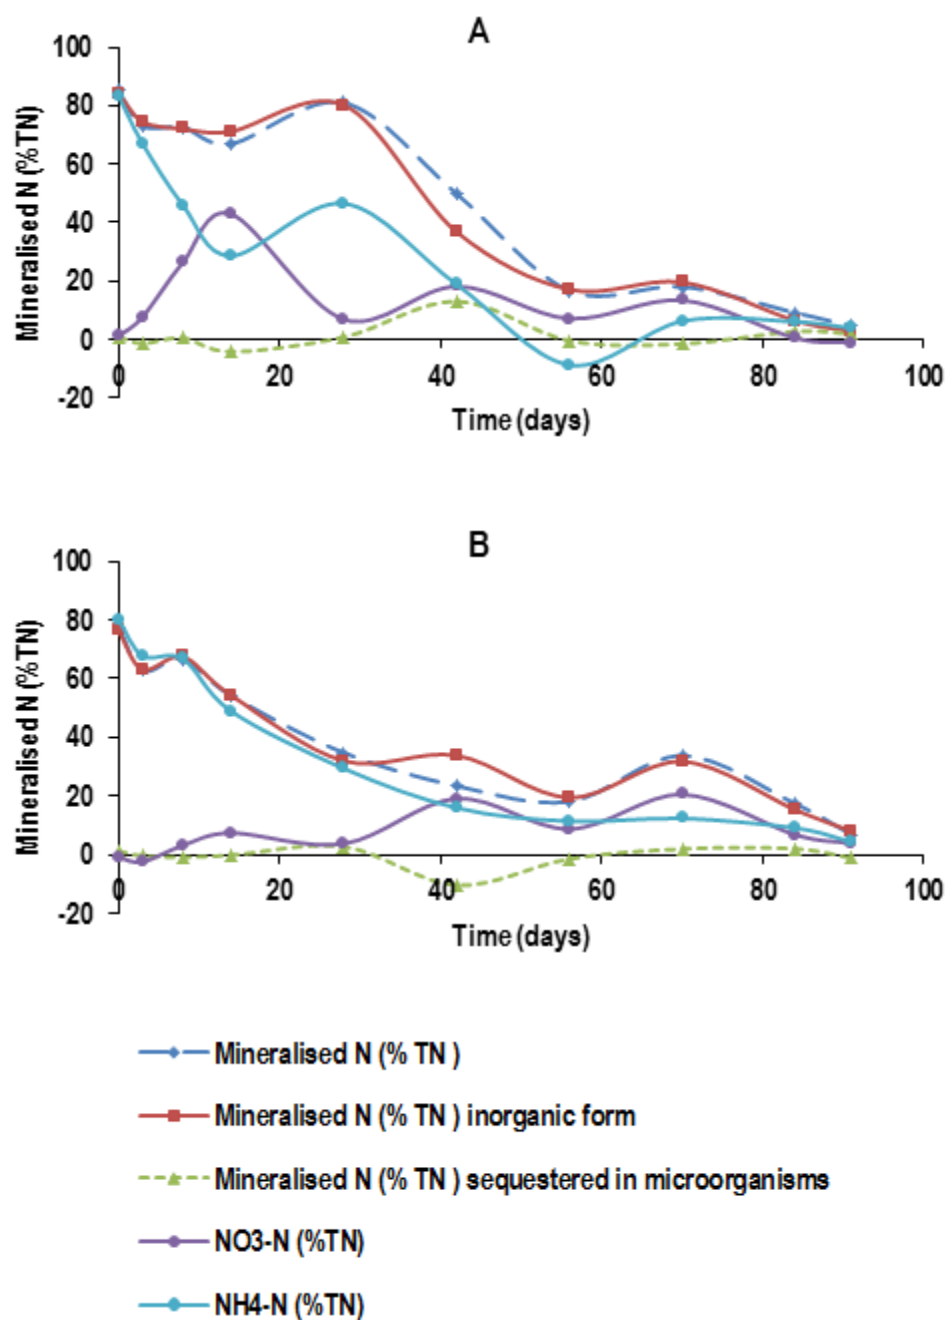 A
Mineralised N (%TN)
100
80
60
40
20
0
-20
0
20
40
60
80
100
Time (days)
B
Mineralised N (%TN)
100
80
60
40
20
0
-20
0
20
40
60
80
100
Time (days)
Mineralised N (% TN )
Mineralised N (% TN ) inorganic form
Mineralised N (% TN ) sequestered in microorganisms
NO3-N (%TN)
NH4-N (%TN)